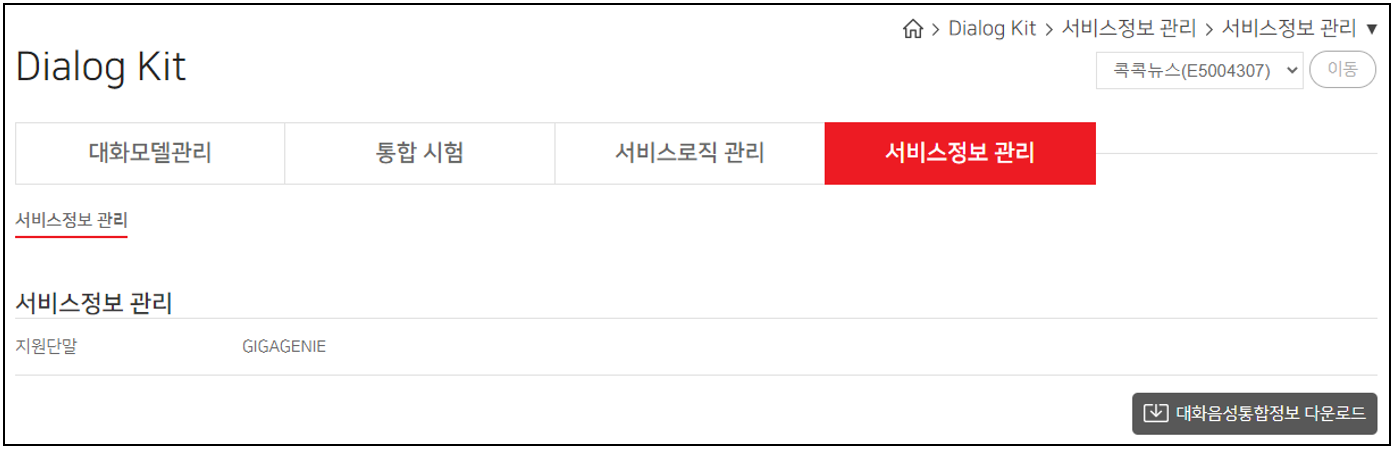 > Dialog Kit > 서비스정보 관리 > 서비스정보 관리 ▼
Dialog Kit
콕콕뉴스(E5004307) 이동
대화모델관리 통합 시험 서비스로직 관리 서비스정보 관리
서비스정보 관리
서비스정보 관리
지원단말 GIGAGENIE
대화음성통합정보 다운로드